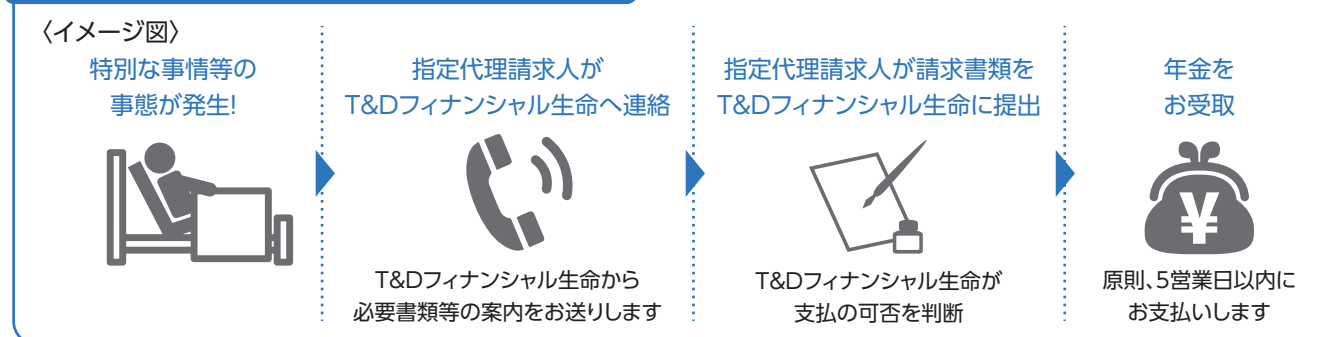 〈イメージ図〉
特別な事情等の
事態が発生!
指定代理請求人が
T&Dフィナンシャル生命へ連絡
T&Dフィナンシャル生命から
必要書類等の案内をお送りします
指定代理請求人が請求書類を
T&Dフィナンシャル生命に提出
T&Dフィナンシャル生命が
支払の可否を判断
年金を
お受取
¥
原則、5営業日以内に
お支払いします